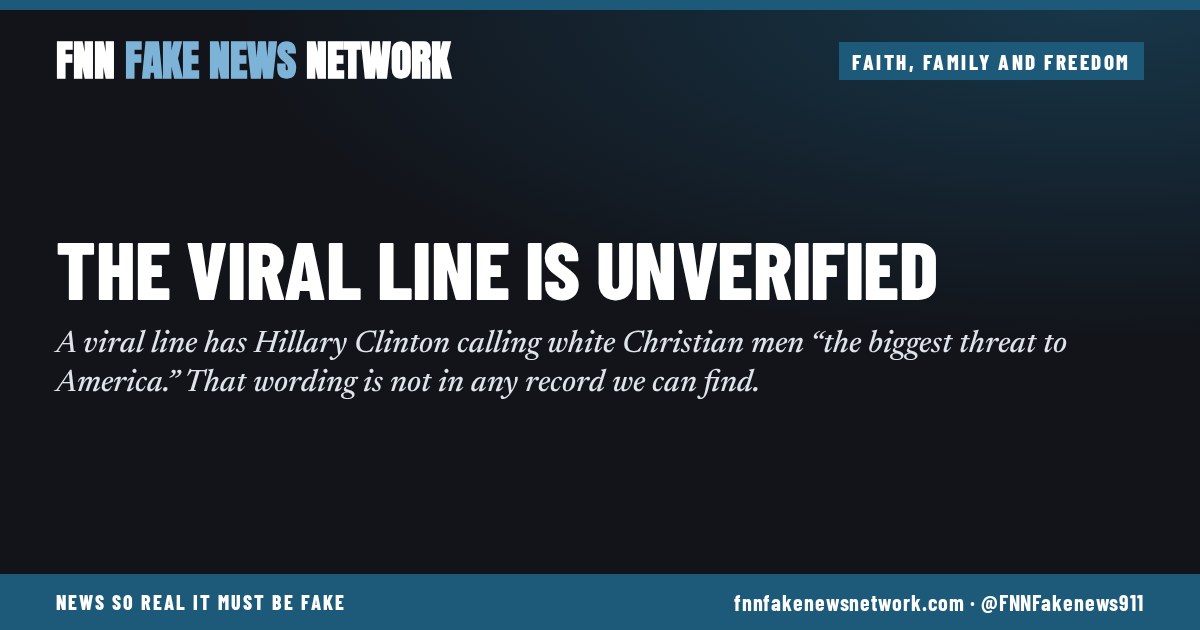 FNN FAKE NEWS NETWORK
FAITH, FAMILY AND FREEDOM
THE VIRAL LINE IS UNVERIFIED
A viral line has Hillary Clinton calling white Christian men “the biggest threat to
America.” That wording is not in any record we can find.
NEWS SO REAL IT MUST BE FAKE
fnnfakenewsnetwork.com · @FNNFakenews911